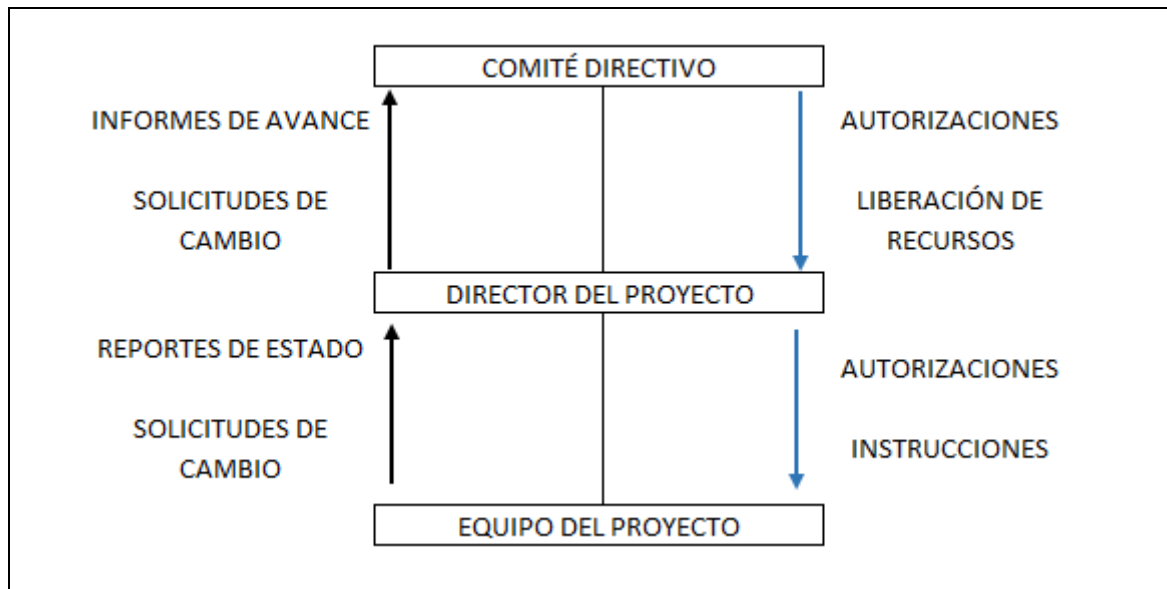 COMITÉ DIRECTIVO
INFORMES DE AVANCE
AUTORIZACIONES
SOLICITUDES DE
CAMBIO
LIBERACIÓN DE
RECURSOS
DIRECTOR DEL PROYECTO
REPORTES DE ESTADO
AUTORIZACIONES
SOLICITUDES DE
CAMBIO
INSTRUCCIONES
EQUIPO DEL PROYECTO